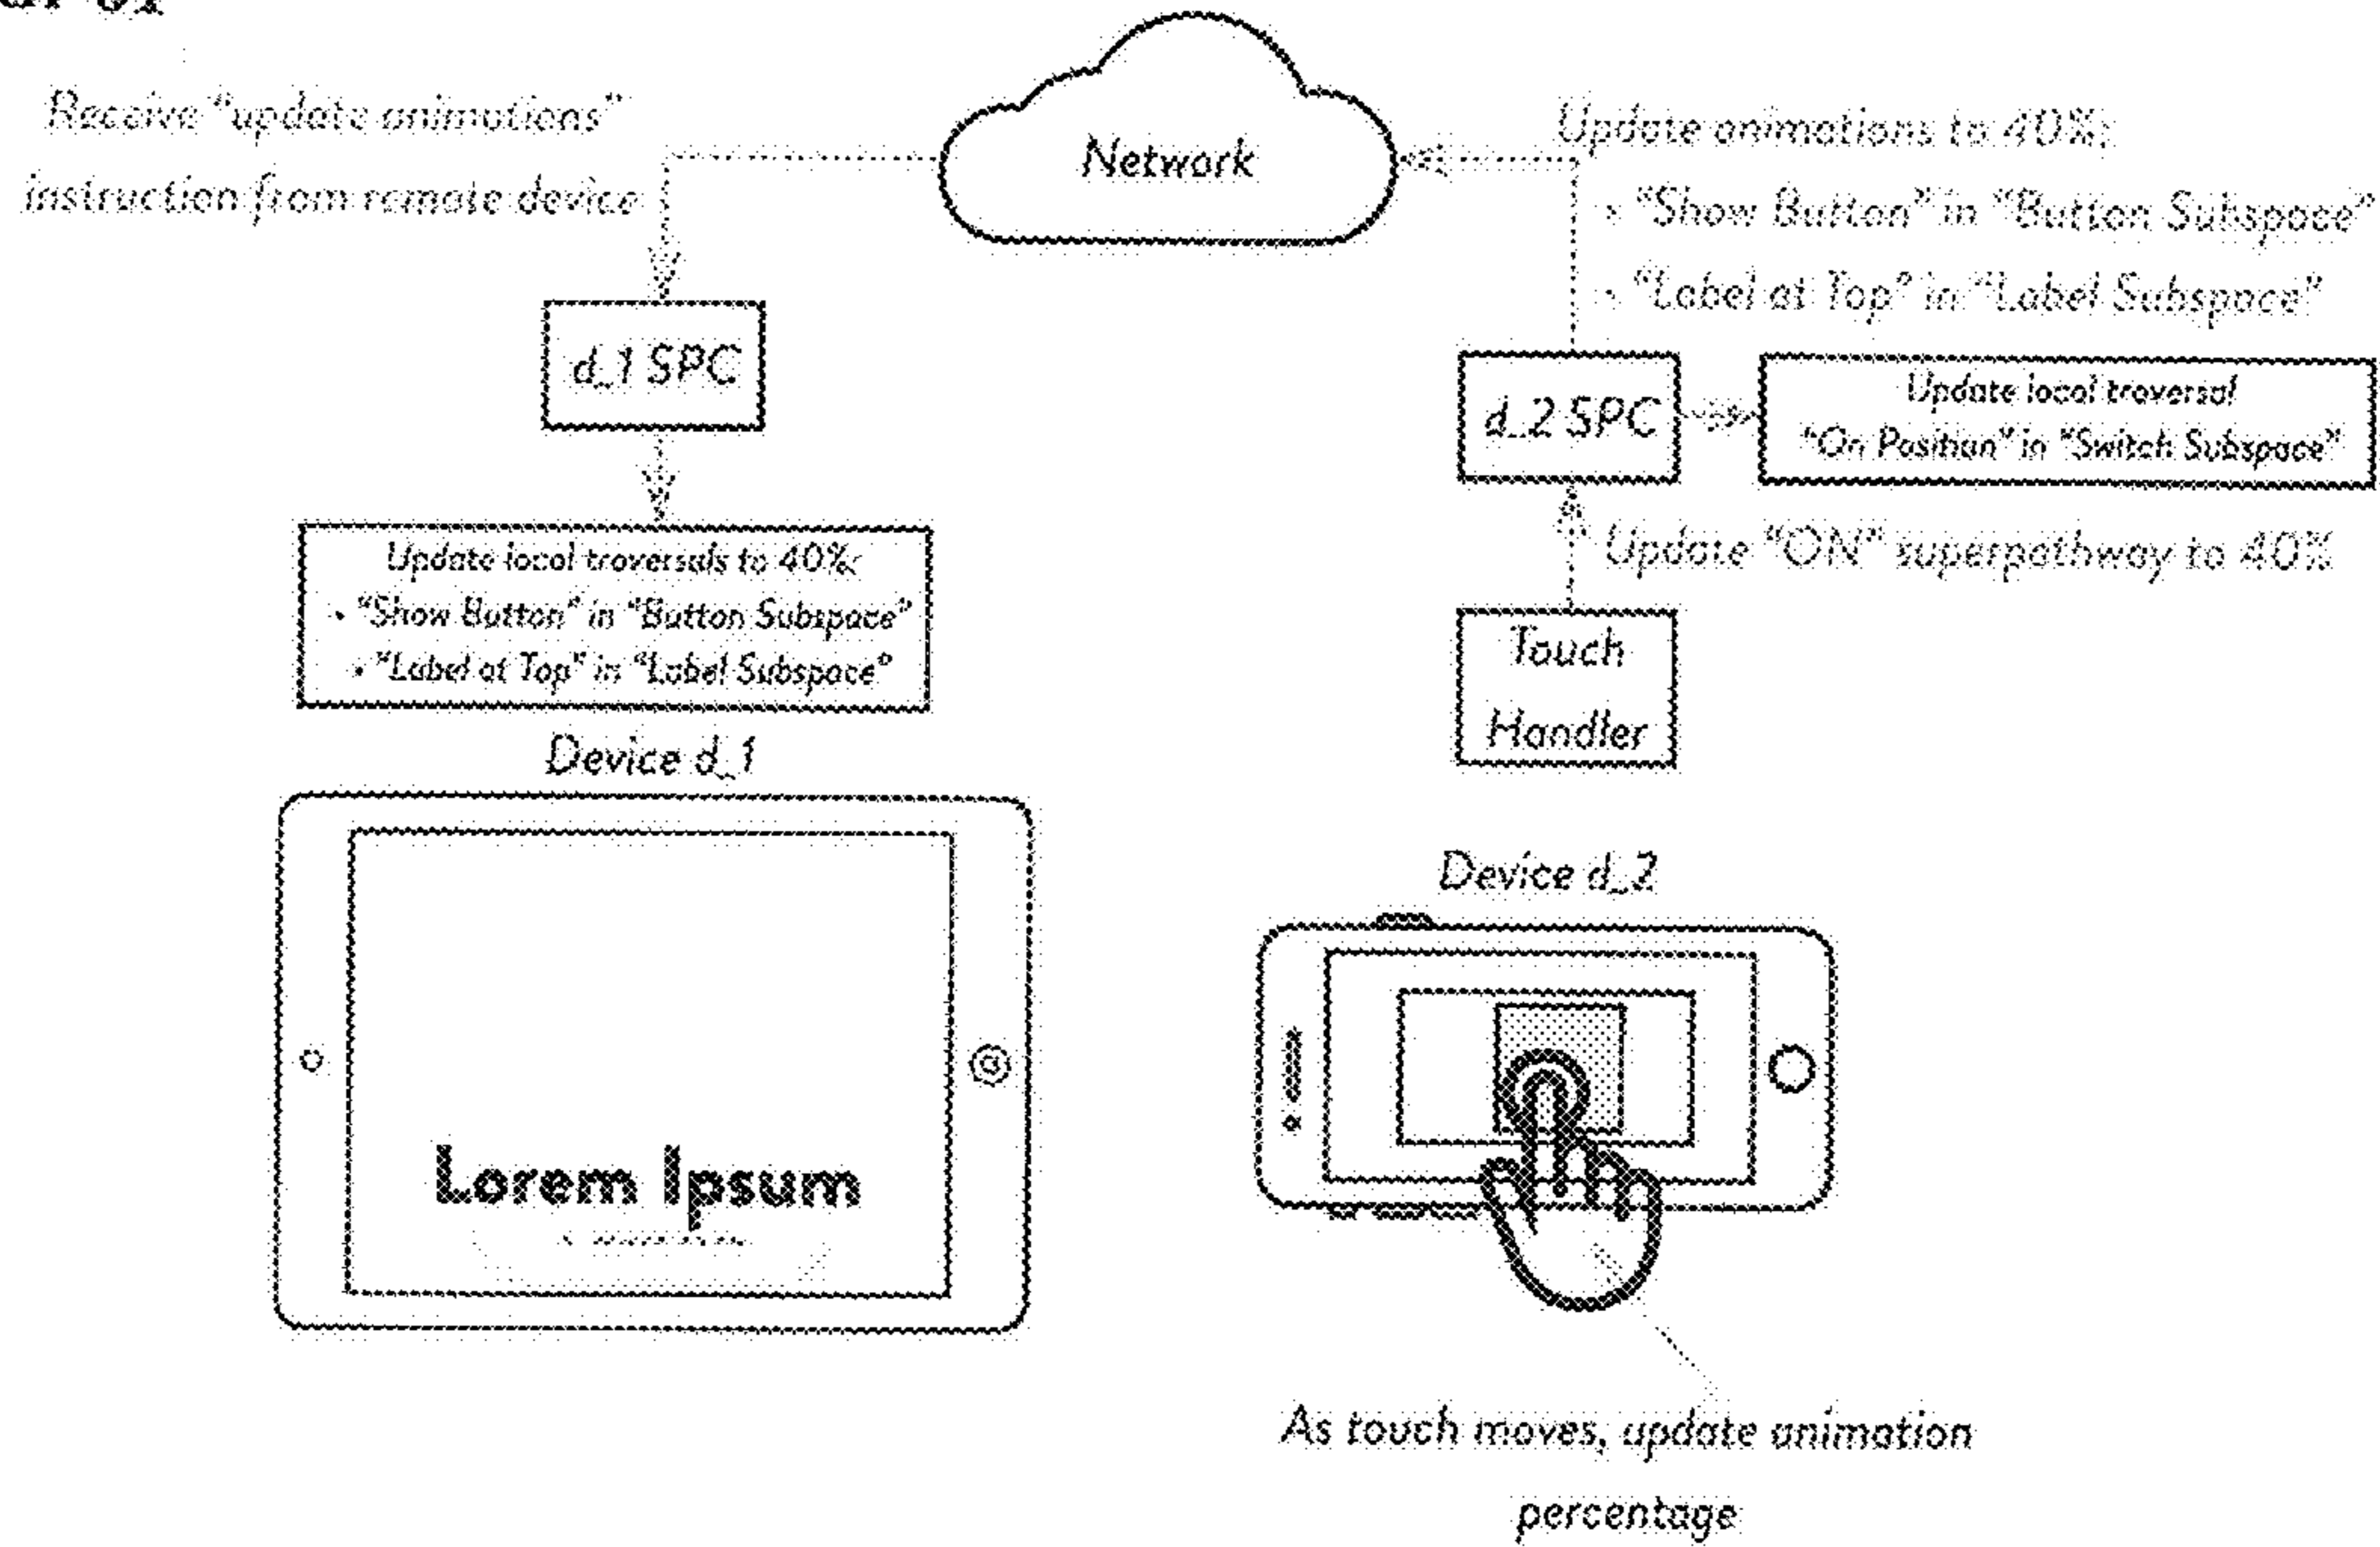 Network
Receive "update animations"
instruction from remote device
Update animations to 40%:
• "Show Button" in "Button Subspace"
• "Label at Top" in "Label Subspace"
d_1 SPC
d_2 SPC
Update local traversal
"On Position" in "Switch Subspace"
Update "ON" superpathway to 40%
Update local traversals to 40%:
• "Show Button" in "Button Subspace"
• "Label at Top" in "Label Subspace"
Touch
Handler
Device d_1
Device d_2
Lorem Ipsum
As touch moves, update animation
percentage